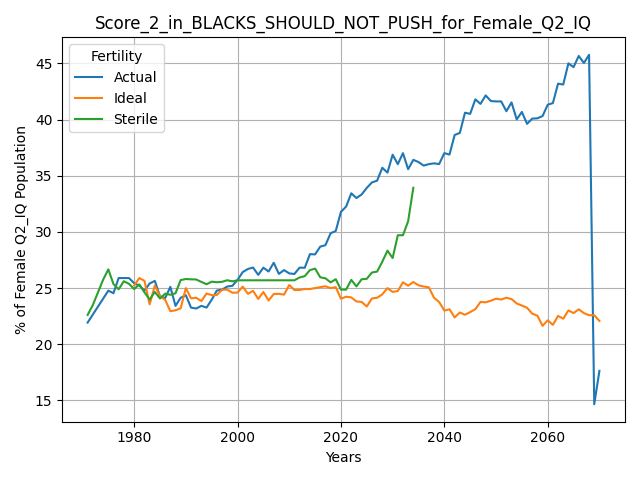 Score_2_in_BLACKS_SHOULD_NOT_PUSH_for_Female_Q2_IQ
Fertility
Actual
Ideal
Sterile
% of Female Q2_IQ Population
45
40
35
30
25
20
15
1980 2000 2020 2040 2060
Years